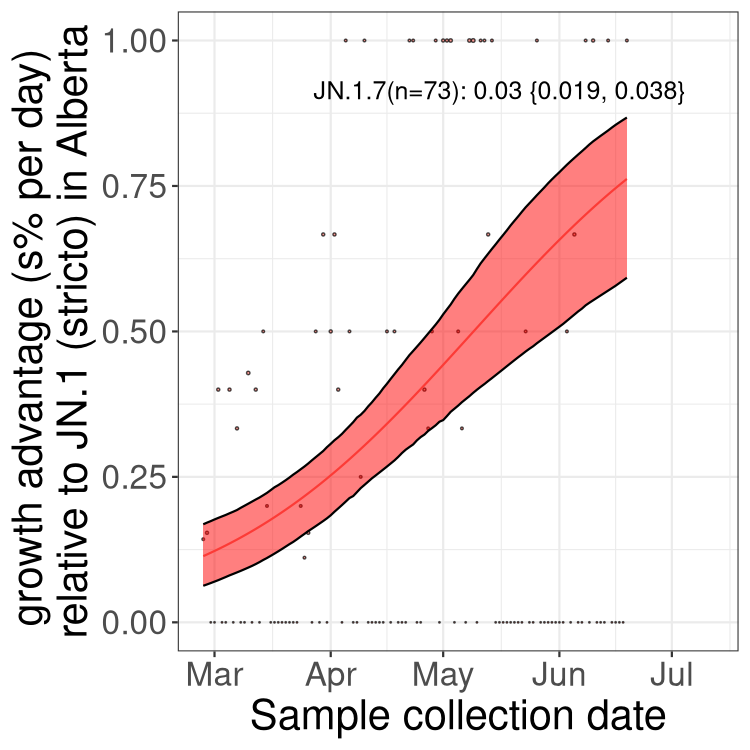 growth advantage (s% per day)
relative to JN.1 (stricto) in Alberta
1.00
0.75
0.50
0.25
0.00
JN.1.7(n=73): 0.03 {0.019, 0.038}
Mar Apr May Jun Jul
Sample collection date